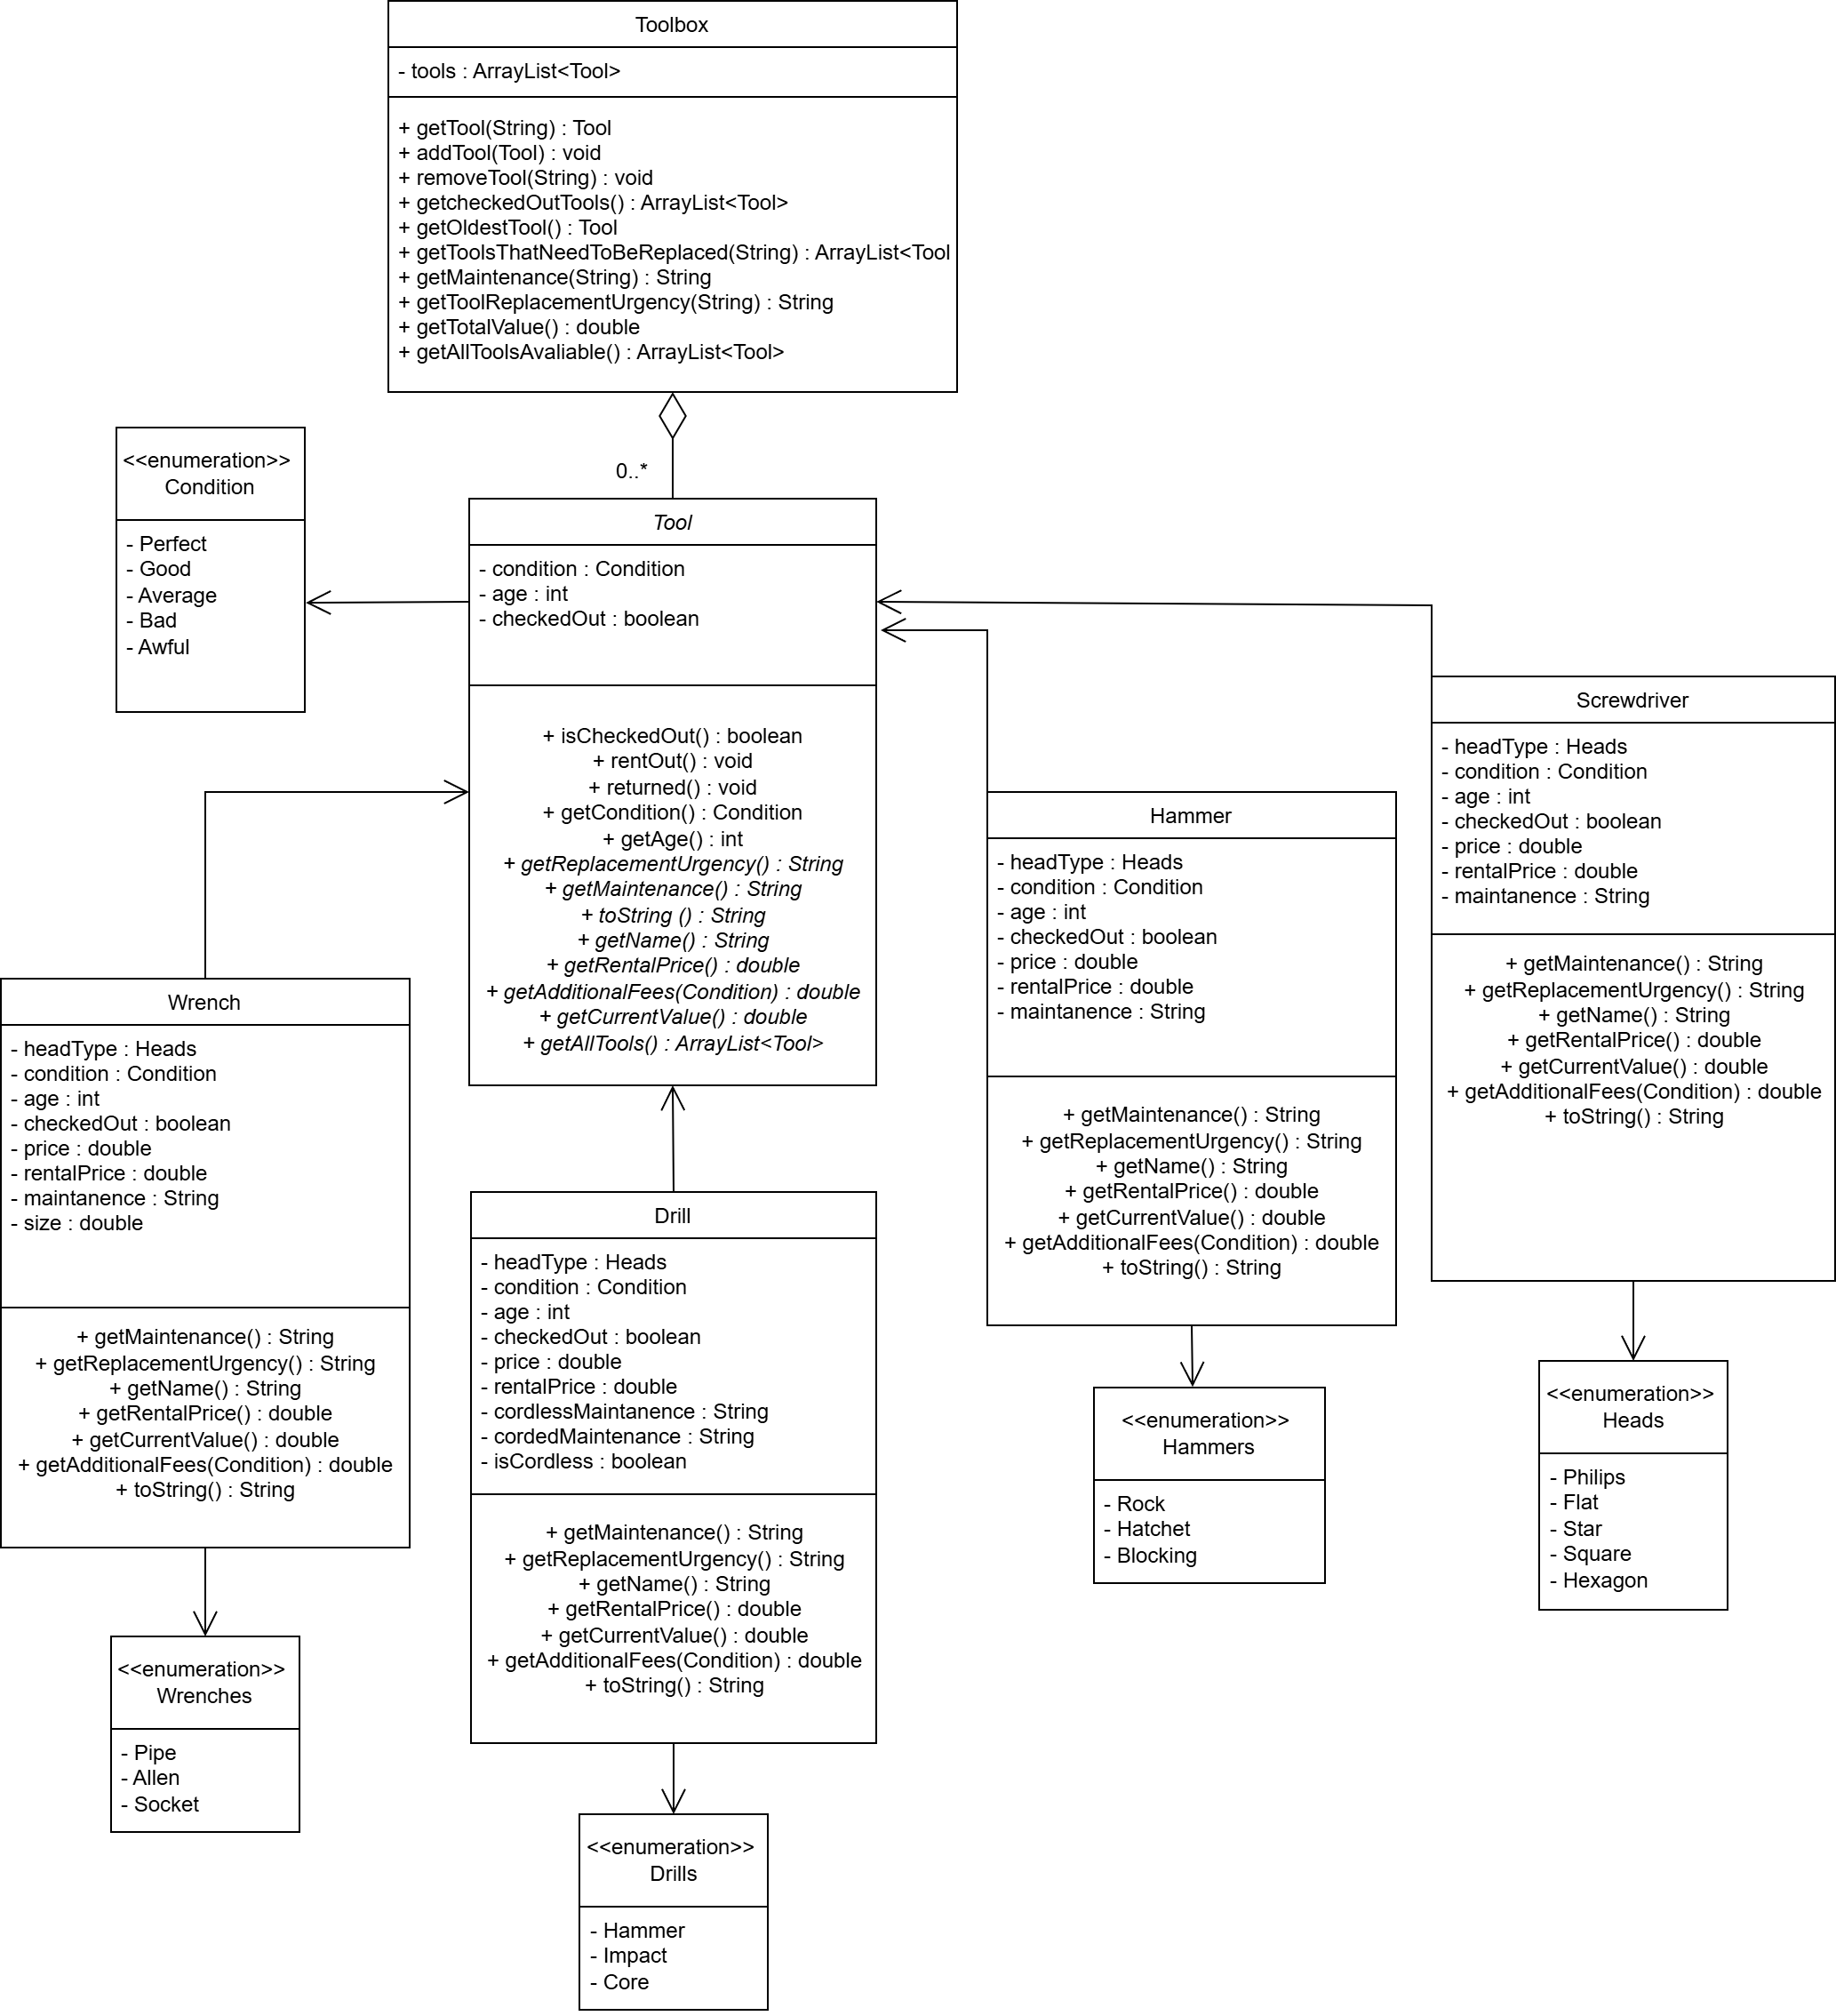 Toolbox
- tools : ArrayList<Tool>
+ getTool(String) : Tool
+ addTool(Tool) : void
+ removeTool(String) : void
+ getcheckedOutTools() : ArrayList<Tool>
+ getOldestTool() : Tool
+ getToolsThatNeedToBeReplaced(String) : ArrayList<Tool
+ getMaintenance(String) : String
+ getToolReplacementUrgency(String) : String
+ getTotalValue() : double
+ getAllToolsAvaliable() : ArrayList<Tool>
0..*
<<enumeration>>
Condition
- Perfect
- Good
- Average
- Bad
- Awful
Tool
- condition : Condition
- age : int
- checkedOut : boolean
+ isCheckedOut() : boolean
+ rentOut() : void
+ returned() : void
+ getCondition() : Condition
+ getAge() : int
+ getReplacementUrgency() : String
+ getMaintenance() : String
+ toString () : String
+ getName() : String
+ getRentalPrice() : double
+ getAdditionalFees(Condition) : double
+ getCurrentValue() : double
+ getAllTools() : ArrayList<Tool>
Screwdriver
- headType : Heads
- condition : Condition
- age : int
- checkedOut : boolean
- price : double
- rentalPrice : double
- maintanence : String
+ getMaintenance() : String
+ getReplacementUrgency() : String
+ getName() : String
+ getRentalPrice() : double
+ getCurrentValue() : double
+ getAdditionalFees(Condition) : double
+ toString() : String
Hammer
- headType : Heads
- condition : Condition
- age : int
- checkedOut : boolean
- price : double
- rentalPrice : double
- maintanence : String
+ getMaintenance() : String
+ getReplacementUrgency() : String
+ getName() : String
+ getRentalPrice() : double
+ getCurrentValue() : double
+ getAdditionalFees(Condition) : double
+ toString() : String
Wrench
- headType : Heads
- condition : Condition
- age : int
- checkedOut : boolean
- price : double
- rentalPrice : double
- maintanence : String
- size : double
+ getMaintenance() : String
+ getReplacementUrgency() : String
+ getName() : String
+ getRentalPrice() : double
+ getCurrentValue() : double
+ getAdditionalFees(Condition) : double
+ toString() : String
Drill
- headType : Heads
- condition : Condition
- age : int
- checkedOut : boolean
- price : double
- rentalPrice : double
- cordlessMaintanence : String
- cordedMaintenance : String
- isCordless : boolean
+ getMaintenance() : String
+ getReplacementUrgency() : String
+ getName() : String
+ getRentalPrice() : double
+ getCurrentValue() : double
+ getAdditionalFees(Condition) : double
+ toString() : String
<<enumeration>>
Hammers
- Rock
- Hatchet
- Blocking
<<enumeration>>
Heads
- Philips
- Flat
- Star
- Square
- Hexagon
<<enumeration>>
Wrenches
- Pipe
- Allen
- Socket
<<enumeration>>
Drills
- Hammer
- Impact
- Core